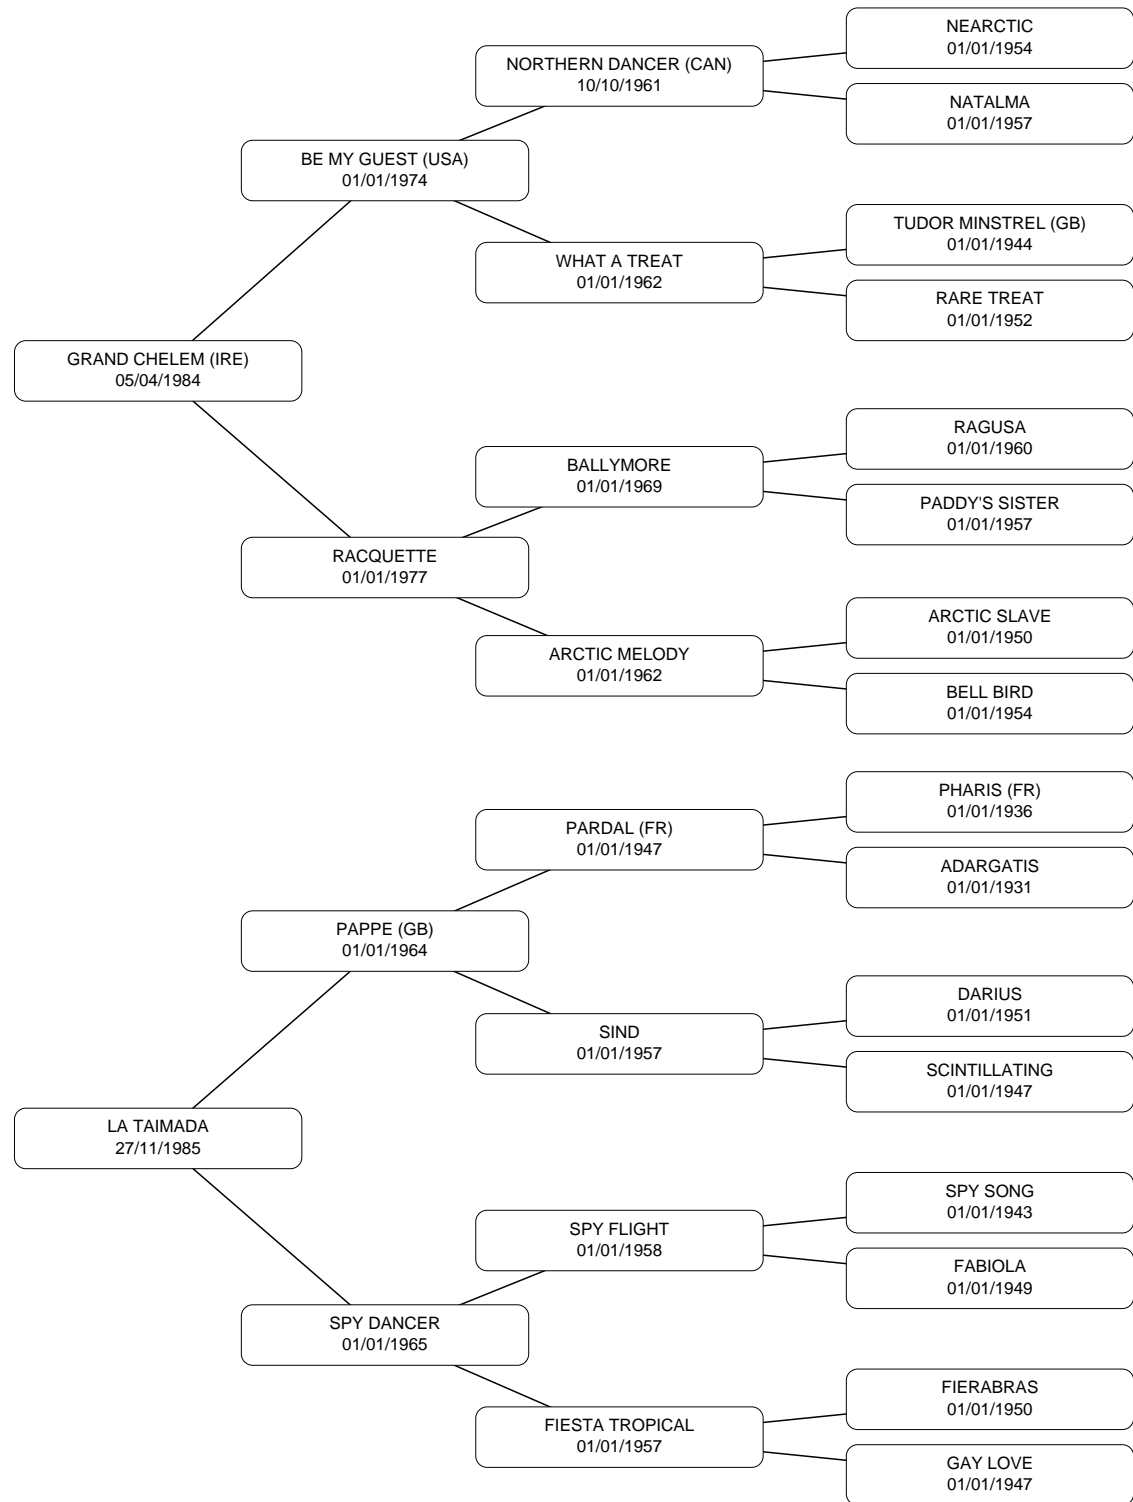 NEARCTIC
01/01/1954
NORTHERN DANCER (CAN)
10/10/1961
NATALMA
01/01/1957
BE MY GUEST (USA)
01/01/1974
TUDOR MINSTREL (GB)
01/01/1944
WHAT A TREAT
01/01/1962
RARE TREAT
01/01/1952
GRAND CHELEM (IRE)
05/04/1984
RAGUSA
01/01/1960
BALLYMORE
01/01/1969
PADDY'S SISTER
01/01/1957
RACQUETTE
01/01/1977
ARCTIC SLAVE
01/01/1950
ARCTIC MELODY
01/01/1962
BELL BIRD
01/01/1954
PHARIS (FR)
01/01/1936
PARDAL (FR)
01/01/1947
ADARGATIS
01/01/1931
PAPPE (GB)
01/01/1964
DARIUS
01/01/1951
SIND
01/01/1957
SCINTILLATING
01/01/1947
LA TAIMADA
27/11/1985
SPY SONG
01/01/1943
SPY FLIGHT
01/01/1958
FABIOLA
01/01/1949
SPY DANCER
01/01/1965
FIERABRAS
01/01/1950
FIESTA TROPICAL
01/01/1957
GAY LOVE
01/01/1947